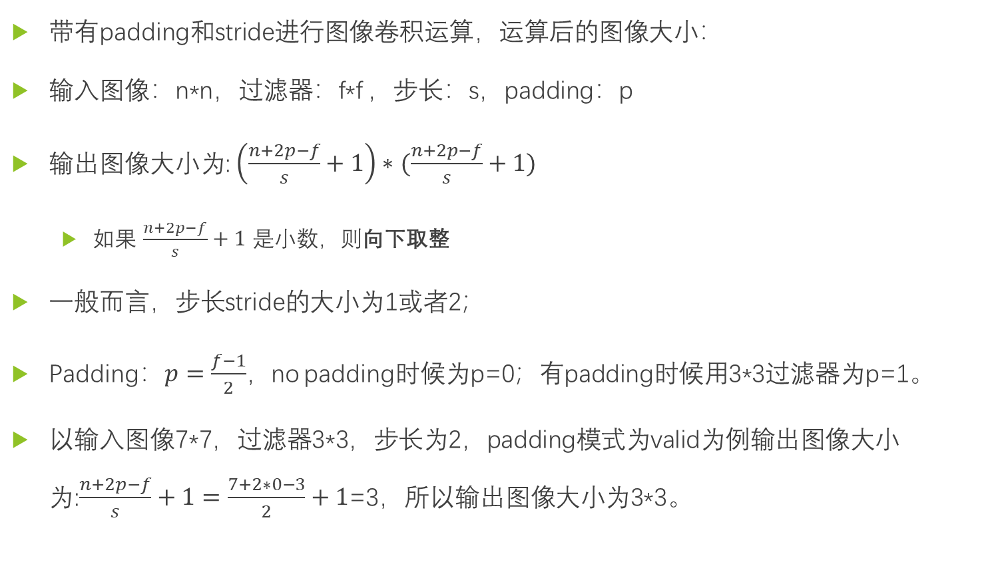 带有padding和stride进行图像卷积运算，运算后的图像大小：
输入图像：n*n，过滤器：f*f，步长：s，padding：p
输出图像大小为: $\left(\frac{n+2p-f}{s}+1\right)*(\frac{n+2p-f}{s}+1)$
如果 $\frac{n+2p-f}{s}+1$ 是小数，则向下取整
一般而言，步长stride的大小为1或者2；
Padding：$p=\frac{f-1}{2}$，no padding时候为p=0；有padding时候用3*3过滤器为p=1。
以输入图像7*7，过滤器3*3，步长为2，padding模式为valid为例输出图像大小
为:$\frac{n+2p-f}{s}+1=\frac{7+2*0-3}{2}+1$=3，所以输出图像大小为3*3。